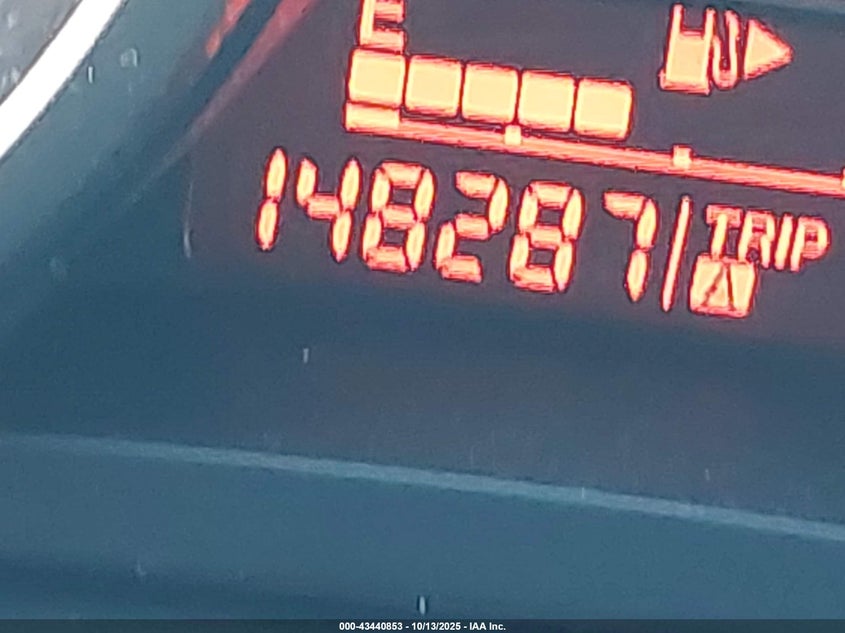 E
148287 TRIP
A
000-43440853 - 10/13/2025 - IAA Inc.